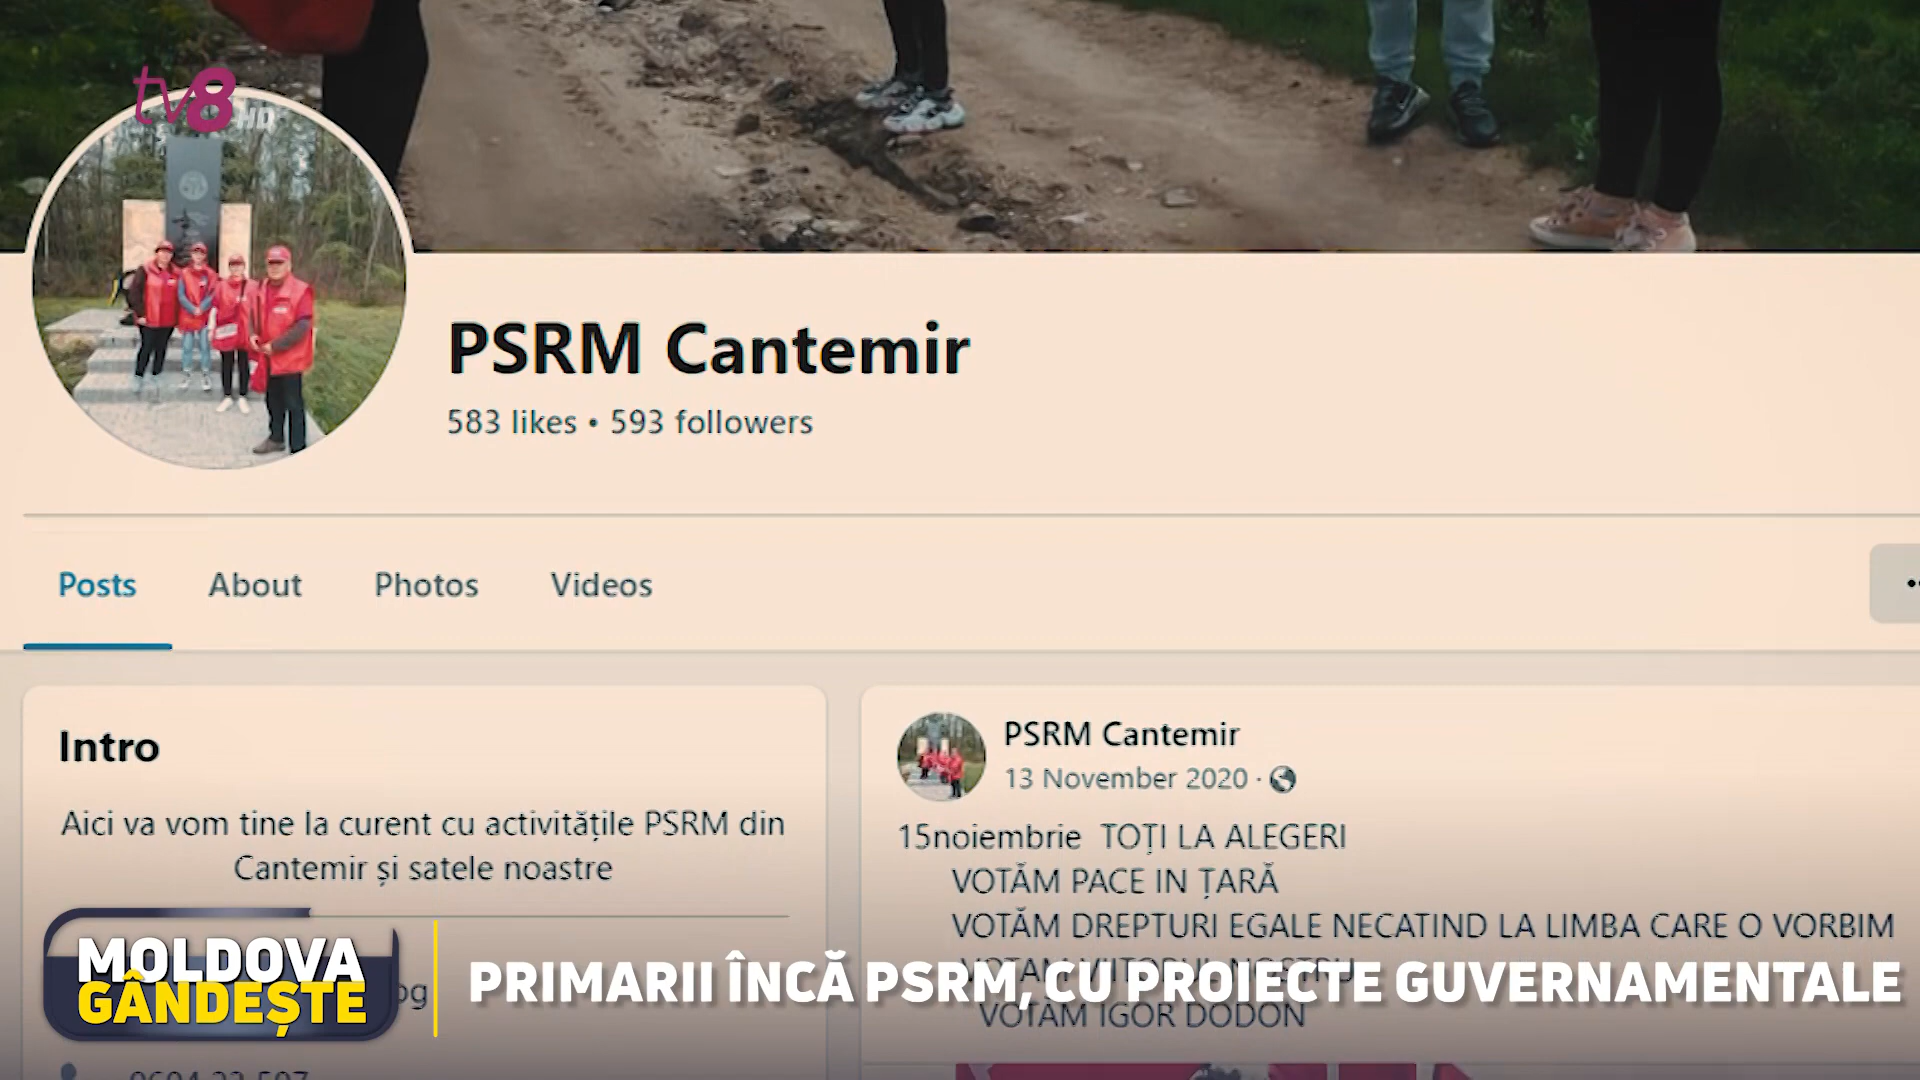 tv8 HD
PSRM Cantemir
583 likes • 593 followers
Posts About Photos Videos
Intro
Aici va vom tine la curent cu activitățile PSRM din
Cantemir și satele noastre
PSRM Cantemir
13 November 2020 ·
15noiembrie TOȚI LA ALEGERI
VOTĂM PACE IN ȚARĂ
VOTĂM DREPTURI EGALE NECATIND LA LIMBA CARE O VORBIM
VOTAM IGOR DODON
MOLDOVA
GÂNDEȘTE
PRIMARII ÎNCĂ PSRM, CU PROIECTE GUVERNAMENTALE